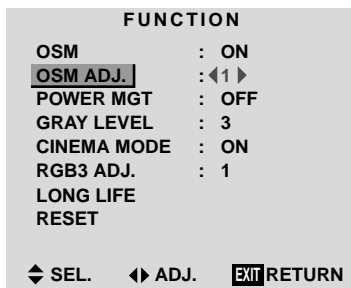 FUNCTION
OSM : ON
OSM ADJ. : 1
POWER MGT : OFF
GRAY LEVEL : 3
CINEMA MODE : ON
RGB3 ADJ. : 1
LONG LIFE
RESET
SEL. ADJ. EXIT RETURN